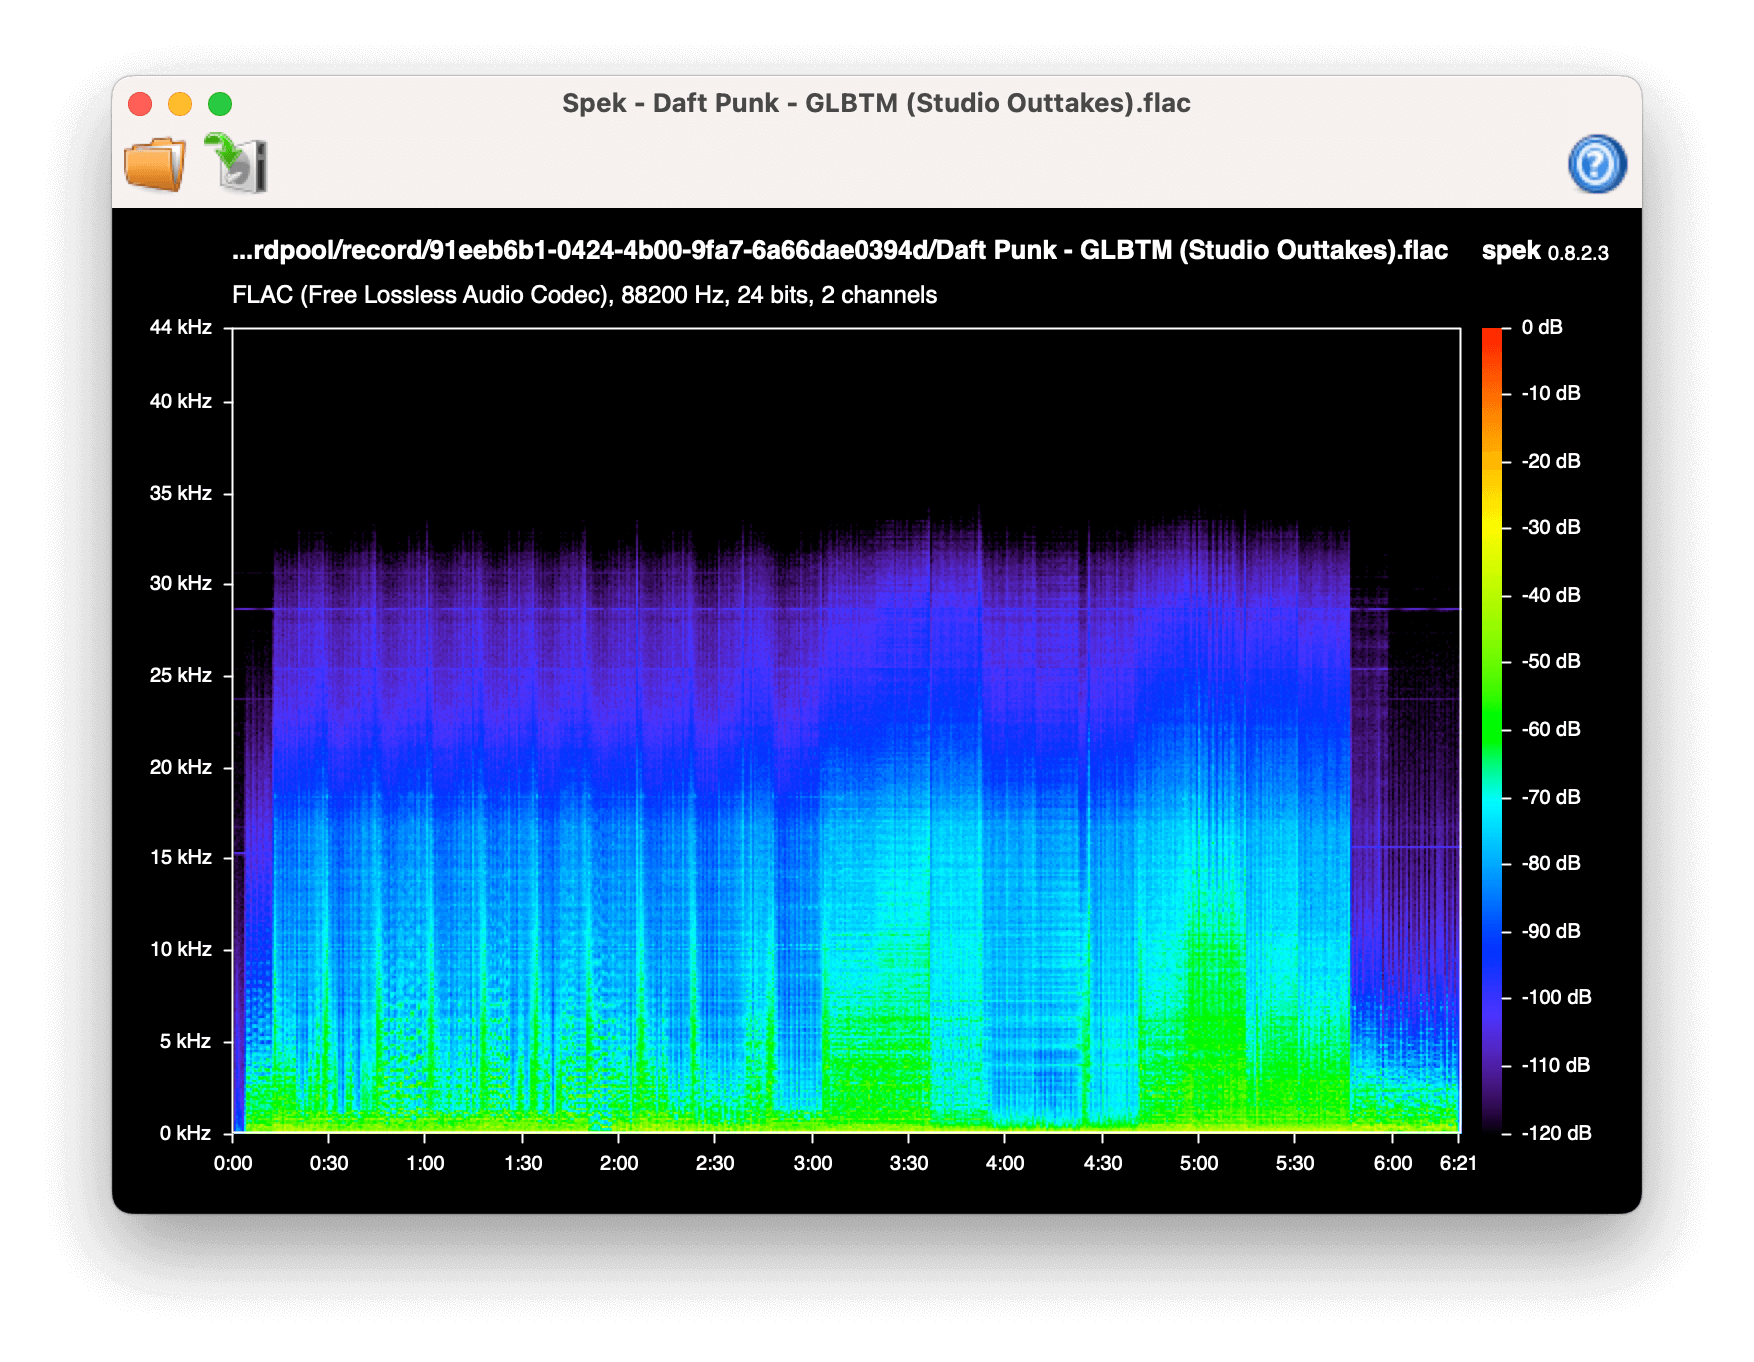 Spek - Daft Punk - GLBTM (Studio Outtakes).flac
...rdpool/record/91eeb6b1-0424-4b00-9fa7-6a66dae0394d/Daft Punk - GLBTM (Studio Outtakes).flac spek 0.8.2.3
FLAC (Free Lossless Audio Codec), 88200 Hz, 24 bits, 2 channels
44 kHz
40 kHz
35 kHz
30 kHz
25 kHz
20 kHz
15 kHz
10 kHz
5 kHz
0 kHz
0:00 0:30 1:00 1:30 2:00 2:30 3:00 3:30 4:00 4:30 5:00 5:30 6:00 6:21
0 dB
-10 dB
-20 dB
-30 dB
-40 dB
-50 dB
-60 dB
-70 dB
-80 dB
-90 dB
-100 dB
-110 dB
-120 dB